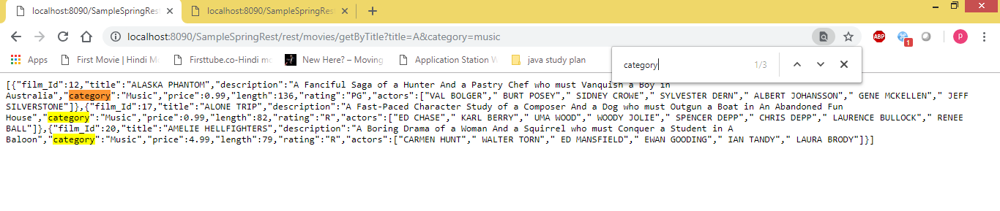 localhost:8090/SampleSpringRest
localhost:8090/SampleSpringRest
localhost:8090/SampleSpringRest/rest/movies/getByTitle?title=A&category=music
ABP
1
p
Apps
First Movie | Hindi M
Firsttube.co-Hindi m
New Here? – Moving
Application Station W
java study plan
category
1/3
[{"film_Id":12,"title":"ALASKA PHANTOM","description":"A Fanciful Saga of a Hunter And a Pastry Chef who must Vanquish a Boy in
Australia","category":"Music","price":0.99,"length":136,"rating":"PG","actors":["VAL BOLGER"," BURT POSEY"," SIDNEY CROWE"," SYLVESTER DERN"," ALBERT JOHANSSON"," GENE MCKELLEN"," JEFF
SILVERSTONE"]},{"film_Id":17,"title":"ALONE TRIP","description":"A Fast-Paced Character Study of a Composer And a Dog who must Outgun a Boat in An Abandoned Fun
House","category":"Music","price":0.99,"length":82,"rating":"R","actors":["ED CHASE"," KARL BERRY"," UMA WOOD"," WOODY JOLIE"," SPENCER DEPP"," CHRIS DEPP"," LAURENCE BULLOCK"," RENEE
BALL"]},{"film_Id":20,"title":"AMELIE HELLFIGHTERS","description":"A Boring Drama of a Woman And a Squirrel who must Conquer a Student in A
Baloon","category":"Music","price":4.99,"length":79,"rating":"R","actors":["CARMEN HUNT"," WALTER TORN"," ED MANSFIELD"," EWAN GOODING"," IAN TANDY"," LAURA BRODY"]}]